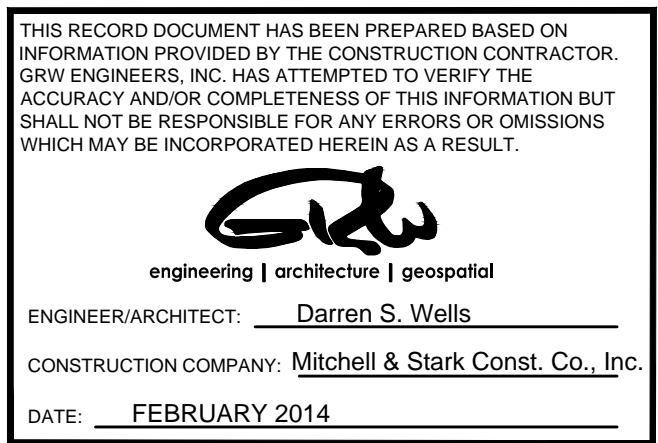 THIS RECORD DOCUMENT HAS BEEN PREPARED BASED ON
INFORMATION PROVIDED BY THE CONSTRUCTION CONTRACTOR.
GRW ENGINEERS, INC. HAS ATTEMPTED TO VERIFY THE
ACCURACY AND/OR COMPLETENESS OF THIS INFORMATION BUT
SHALL NOT BE RESPONSIBLE FOR ANY ERRORS OR OMISSIONS
WHICH MAY BE INCORPORATED HEREIN AS A RESULT.
GRW
engineering | architecture | geospatial
ENGINEER/ARCHITECT: Darren S. Wells
CONSTRUCTION COMPANY: Mitchell & Stark Const. Co., Inc.
DATE: FEBRUARY 2014